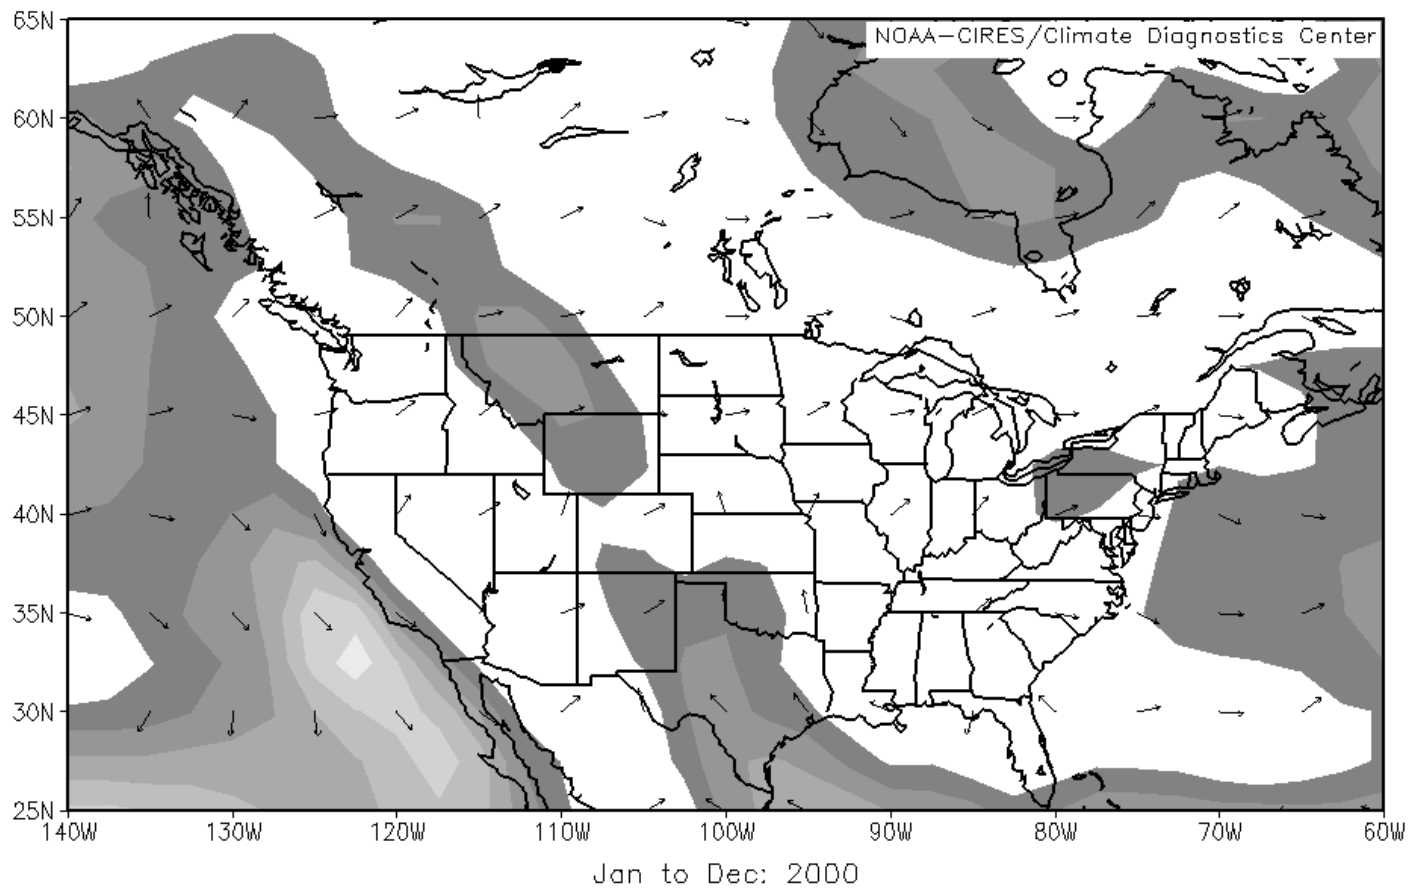 65N
NOAA-CIRES/Climate Diagnostics Center
60N
55N
50N
45N
40N
35N
30N
25N
140W 130W 120W 110W 100W 90W 80W 70W 60W
Jan to Dec: 2000